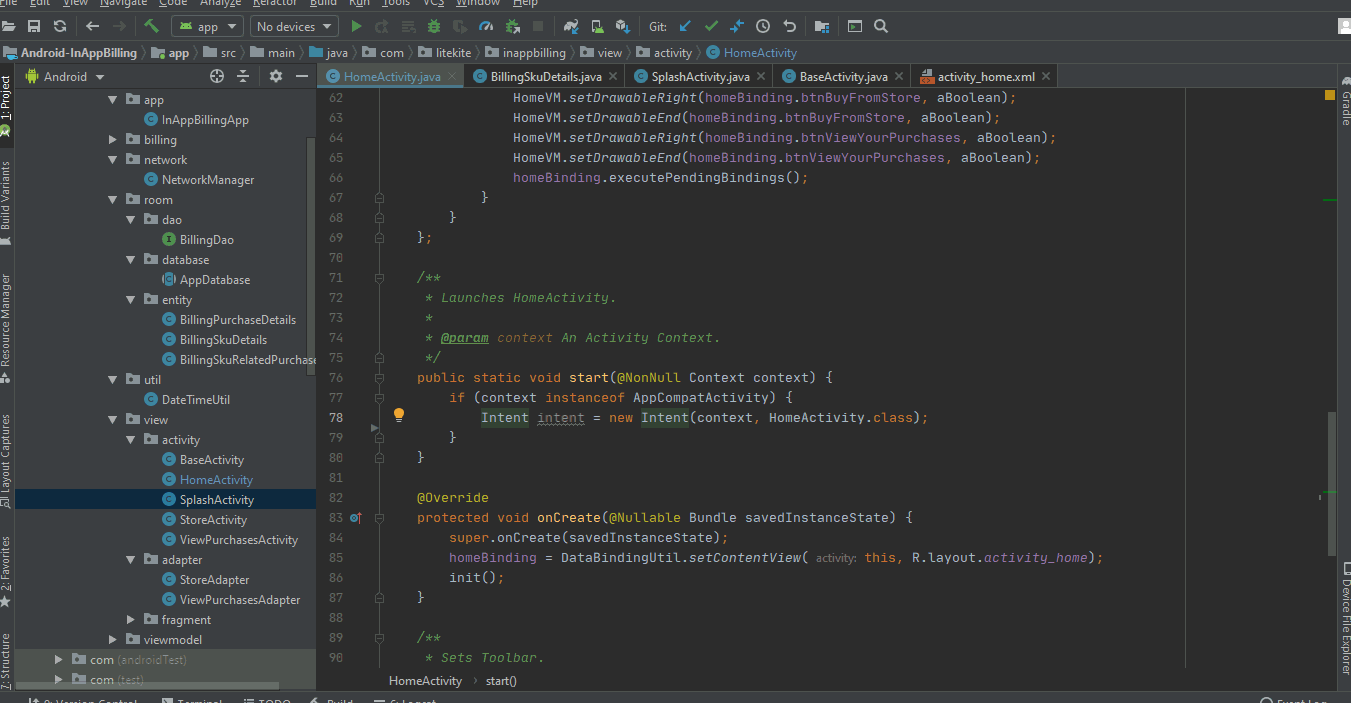 File Edit View Navigate Code Analyze Refactor Build Run Tools VCS Window Help
app No devices Git:
Android-InAppBilling app src main java com litekite inappbilling view activity HomeActivity
Android HomeActivity.java BillingSkuDetails.java SplashActivity.java BaseActivity.java activity_home.xml
1: Project
Build Variants
Resource Manager
Layout Captures
2: Favorites
7: Structure
app
InAppBillingApp
billing
network
NetworkManager
room
dao
BillingDao
database
AppDatabase
entity
BillingPurchaseDetails
BillingSkuDetails
BillingSkuRelatedPurchase
util
DateTimeUtil
view
activity
BaseActivity
HomeActivity
SplashActivity
StoreActivity
ViewPurchasesActivity
adapter
StoreAdapter
ViewPurchasesAdapter
fragment
viewmodel
com (androidTest)
com (test)
62 HomeVM.setDrawableRight(homeBinding.btnBuyFromStore, aBoolean);
63 HomeVM.setDrawableEnd(homeBinding.btnBuyFromStore, aBoolean);
64 HomeVM.setDrawableRight(homeBinding.btnViewYourPurchases, aBoolean);
65 HomeVM.setDrawableEnd(homeBinding.btnViewYourPurchases, aBoolean);
66 homeBinding.executePendingBindings();
67 }
68 }
69 };
70
71 /**
72 * Launches HomeActivity.
73 *
74 * @param context An Activity Context.
75 */
76 public static void start(@NonNull Context context) {
77 if (context instanceof AppCompatActivity) {
78 Intent intent = new Intent(context, HomeActivity.class);
79 }
80 }
81
82 @Override
83 protected void onCreate(@Nullable Bundle savedInstanceState) {
84 super.onCreate(savedInstanceState);
85 homeBinding = DataBindingUtil.setContentView( activity: this, R.layout.activity_home);
86 init();
87 }
88
89 /**
90 * Sets Toolbar.
HomeActivity start()
Gradle
Device File Explorer
9: Version Control Terminal TODO Build 6: Logcat Event Log